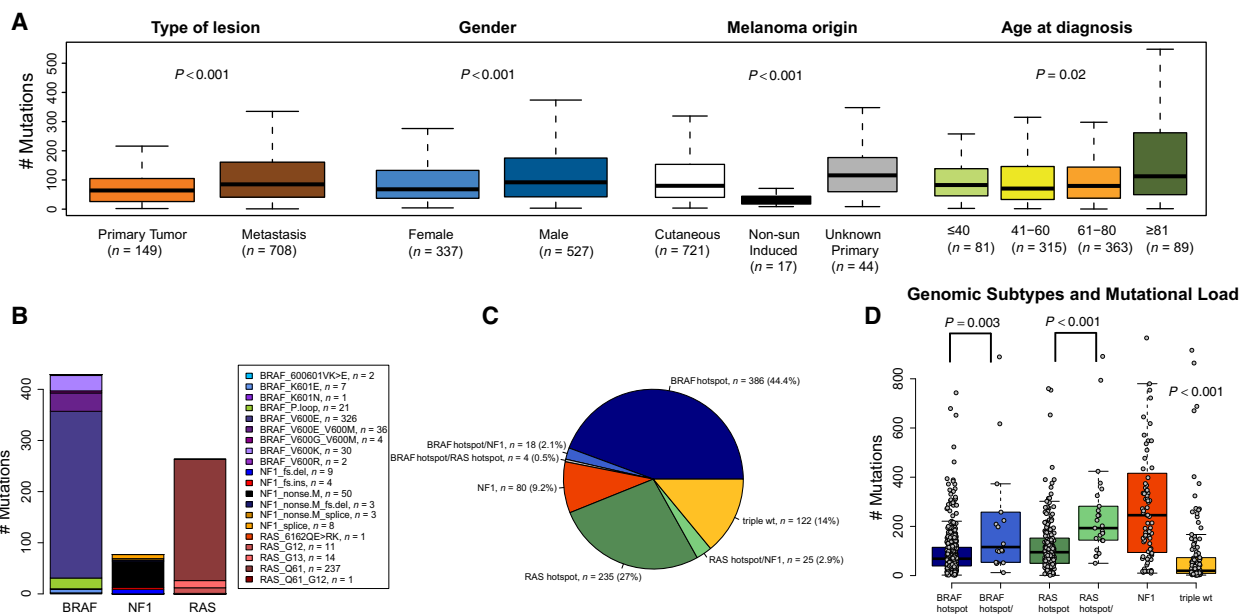 A
Type of lesion
Gender
Melanoma origin
Age at diagnosis
# Mutations
500
400
300
200
100
0
P < 0.001
P < 0.001
P < 0.001
P = 0.02
Primary Tumor
(n = 149)
Metastasis
(n = 708)
Female
(n = 337)
Male
(n = 527)
Cutaneous
(n = 721)
Non-sun
Induced
(n = 17)
Unknown
Primary
(n = 44)
≤40
(n = 81)
41–60
(n = 315)
61–80
(n = 363)
≥81
(n = 89)
B
# Mutations
400
300
200
100
0
BRAF
NF1
RAS
BRAF_600601VK>E, n = 2
BRAF_K601E, n = 7
BRAF_K601N, n = 1
BRAF_P.loop, n = 21
BRAF_V600E, n = 326
BRAF_V600E_V600M, n = 36
BRAF_V600G_V600M, n = 4
BRAF_V600K, n = 30
BRAF_V600R, n = 2
NF1_fs.del, n = 9
NF1_fs.ins, n = 4
NF1_nonse.M, n = 50
NF1_nonse.M_fs.del, n = 3
NF1_nonse.M_splice, n = 3
NF1_splice, n = 8
RAS_6162QE>RK, n = 1
RAS_G12, n = 11
RAS_G13, n = 14
RAS_Q61, n = 237
RAS_Q61_G12, n = 1
C
BRAF hotspot, n = 386 (44.4%)
BRAF hotspot/NF1, n = 18 (2.1%)
BRAF hotspot/RAS hotspot, n = 4 (0.5%)
NF1, n = 80 (9.2%)
RAS hotspot, n = 235 (27%)
RAS hotspot/NF1, n = 25 (2.9%)
triple wt, n = 122 (14%)
D
Genomic Subtypes and Mutational Load
# Mutations
800
600
400
200
0
P = 0.003
P < 0.001
P < 0.001
BRAF
hotspot
BRAF
hotspot/
RAS
hotspot
RAS
hotspot/
NF1
triple wt